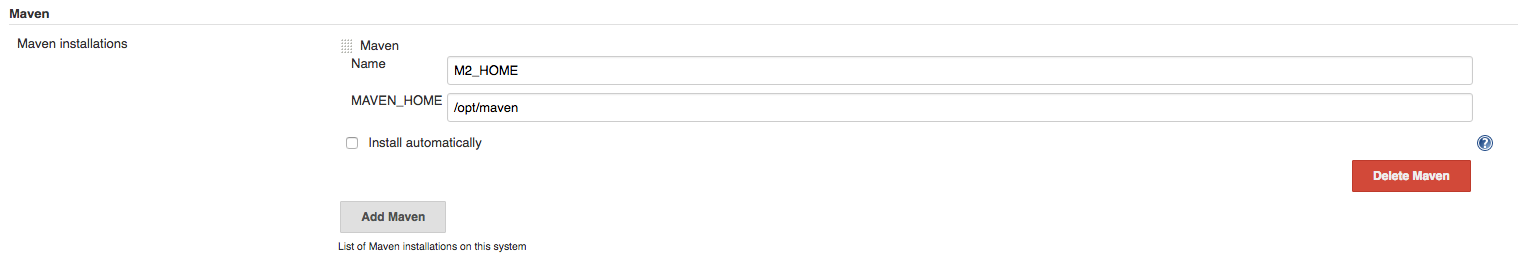 Maven
Maven installations
Maven
Name
M2_HOME
MAVEN_HOME
/opt/maven
Install automatically
?
Delete Maven
Add Maven
List of Maven installations on this system